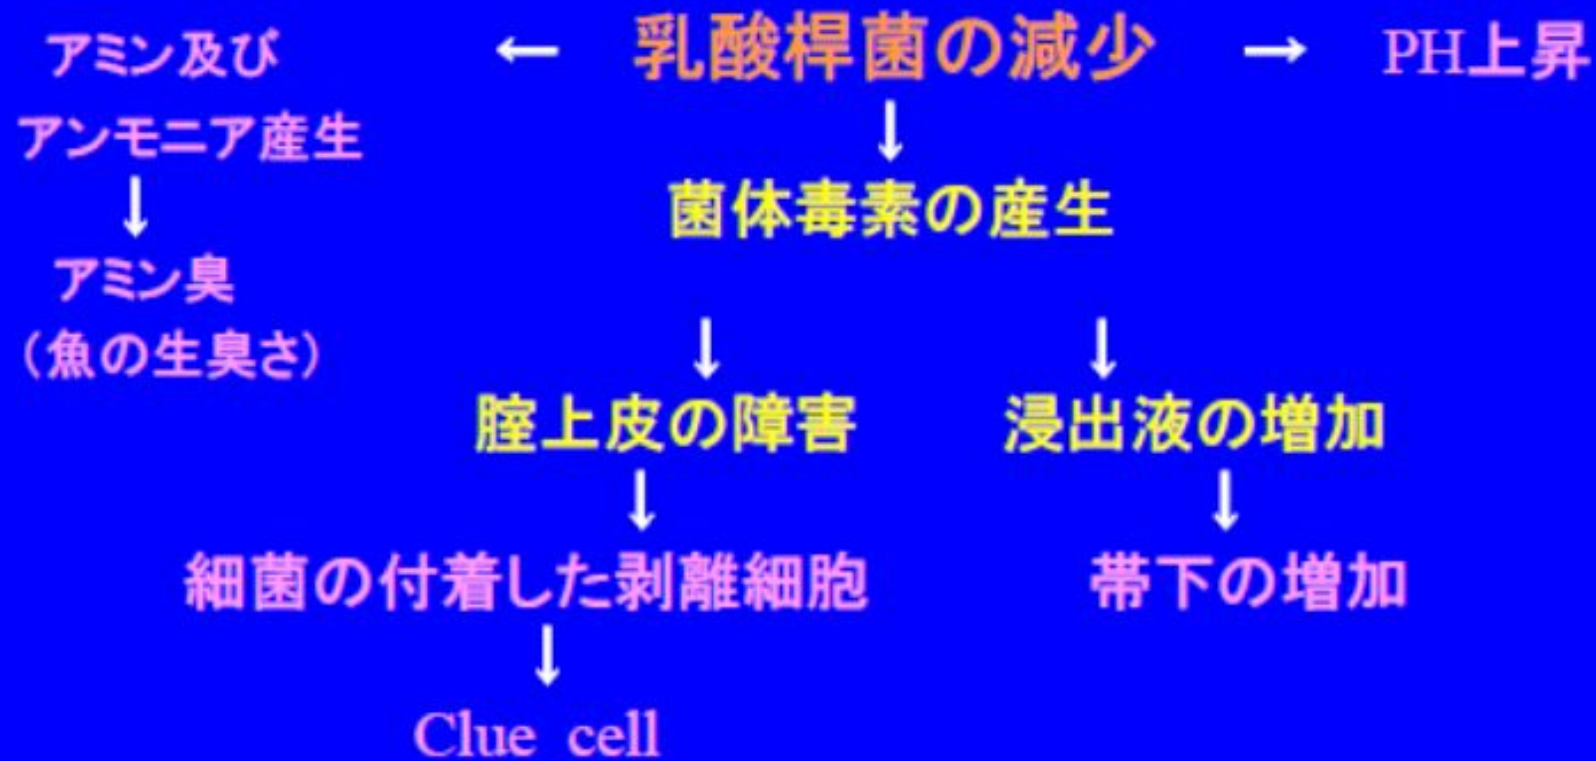 アミン及び ← 乳酸桿菌の減少 → PH上昇
↓
アンモニア産生
↓
菌体毒素の産生
アミン臭
（魚の生臭さ）
↓ ↓
腟上皮の障害 浸出液の増加
↓ ↓
細菌の付着した剥離細胞 帯下の増加
↓
Clue cell